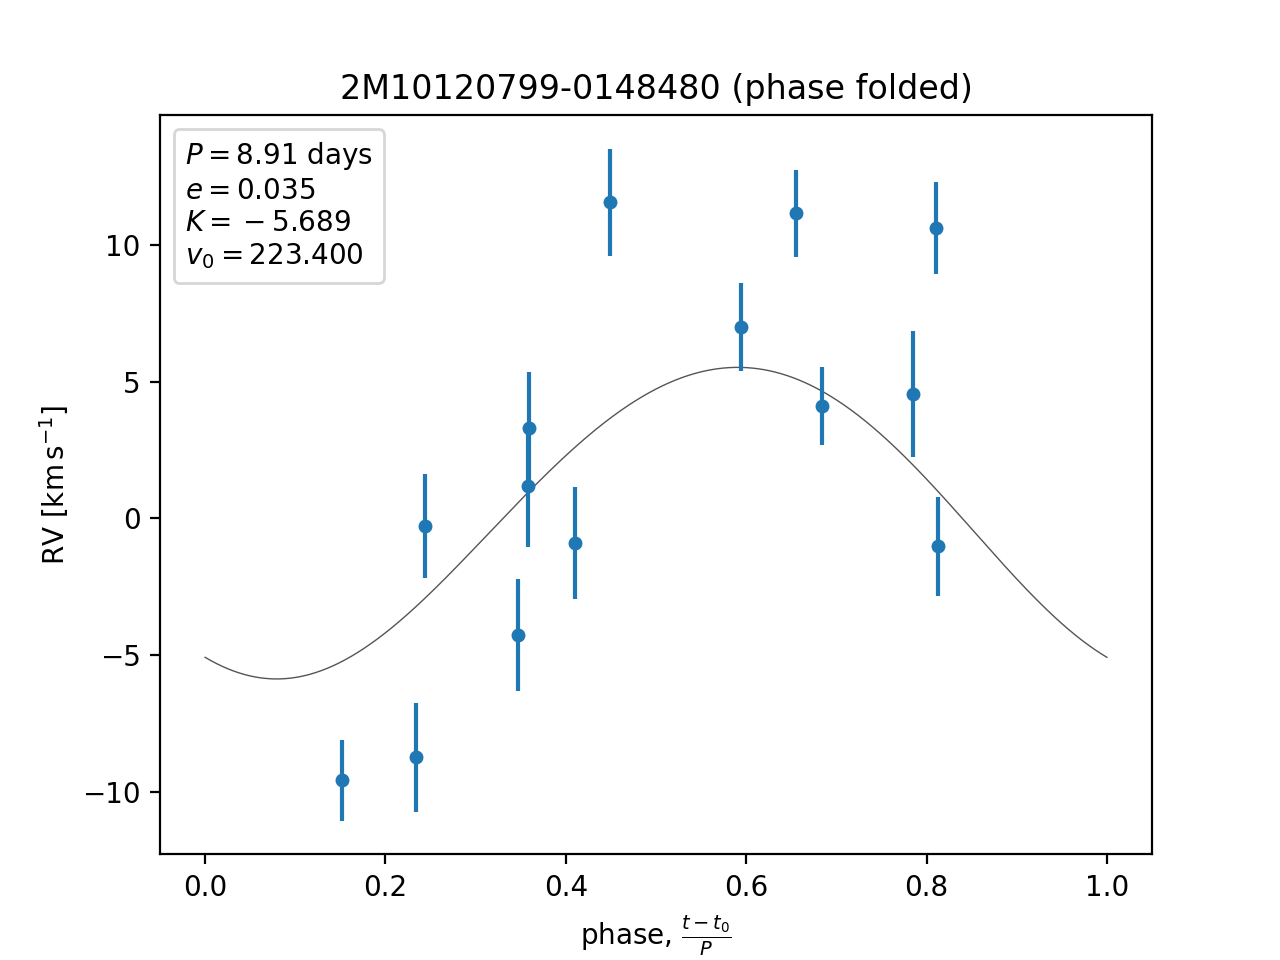 2M10120799-0148480 (phase folded)
P = 8.91 days
e = 0.035
K = −5.689
v₀ = 223.400
10
5
0
−5
−10
RV [km s⁻¹]
0.0 0.2 0.4 0.6 0.8 1.0
phase, (t − t₀)/P